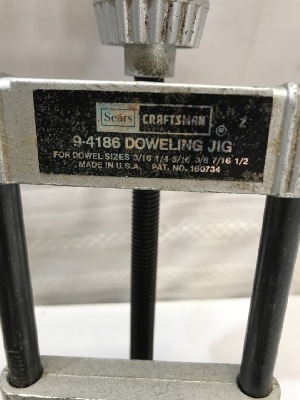 Sears CRAFTSMAN ®
9-4186 DOWELING JIG
FOR DOWEL SIZES 3/16 1/4 5/16 3/8 7/16 1/2
MADE IN U.S.A. PAT. NO. 160734